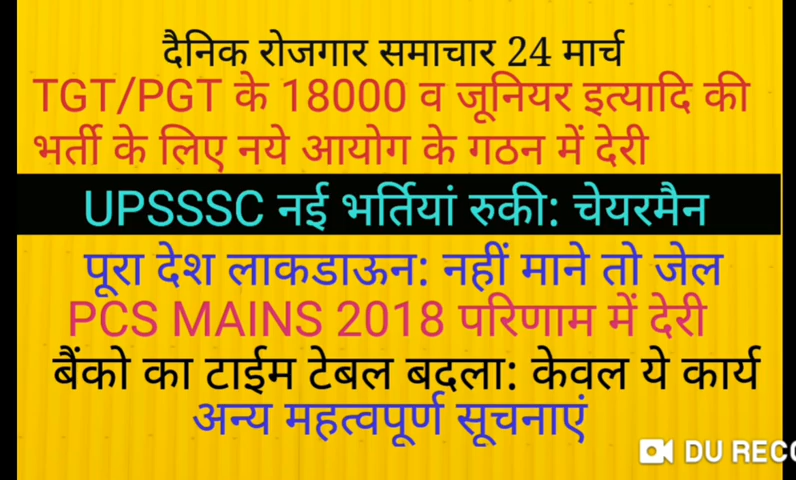 दैनिक रोजगार समाचार 24 मार्च
TGT/PGT के 18000 व जूनियर इत्यादि की
भर्ती के लिए नये आयोग के गठन में देरी
UPSSSC नई भर्तियां रुकी: चेयरमैन
पूरा देश लाकडाऊन: नहीं माने तो जेल
PCS MAINS 2018 परिणाम में देरी
बैंको का टाईम टेबल बदला: केवल ये कार्य
अन्य महत्वपूर्ण सूचनाएं
DU